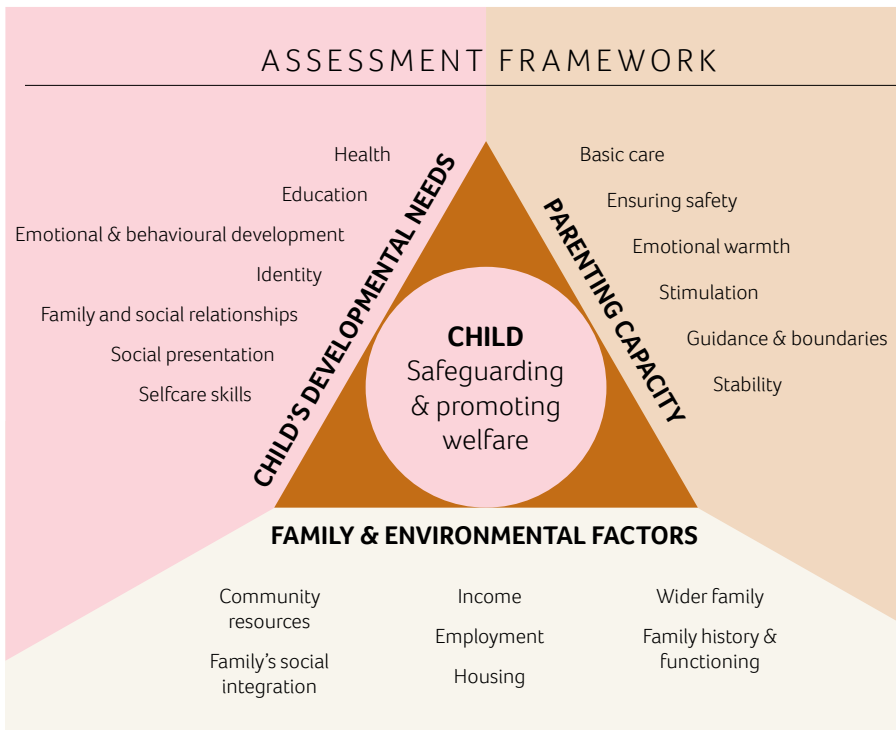 ASSESSMENT FRAMEWORK
Health
Education
Emotional & behavioural development
Identity
Family and social relationships
Social presentation
Selfcare skills
CHILD'S DEVELOPMENTAL NEEDS
CHILD
Safeguarding
& promoting
welfare
PARENTING CAPACITY
Basic care
Ensuring safety
Emotional warmth
Stimulation
Guidance & boundaries
Stability
FAMILY & ENVIRONMENTAL FACTORS
Community
resources
Family’s social
integration
Income
Employment
Housing
Wider family
Family history &
functioning